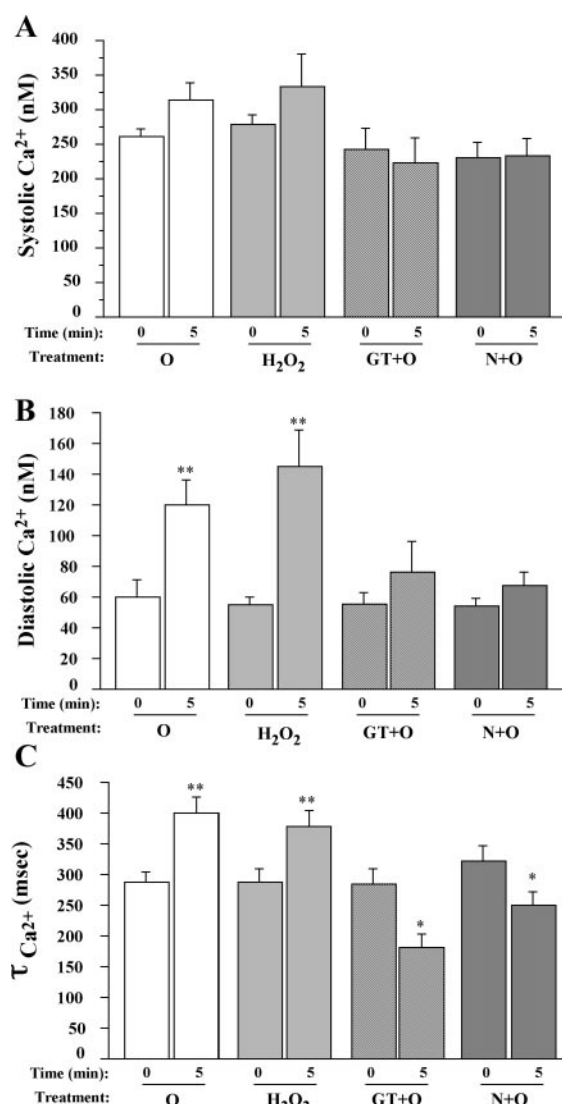 A
400
350
300
250
200
150
100
50
0
Systolic Ca²⁺ (nM)
Time (min): 0 5 0 5 0 5 0 5
Treatment: O H₂O₂ GT+O N+O
B
180
160
140
120
100
80
60
40
20
0
Diastolic Ca²⁺ (nM)
** **
Time (min): 0 5 0 5 0 5 0 5
Treatment: O H₂O₂ GT+O N+O
C
450
400
350
300
250
200
150
100
50
0
τ Ca²⁺ (msec)
** ** * *
Time (min): 0 5 0 5 0 5 0 5
Treatment: O H₂O₂ GT+O N+O